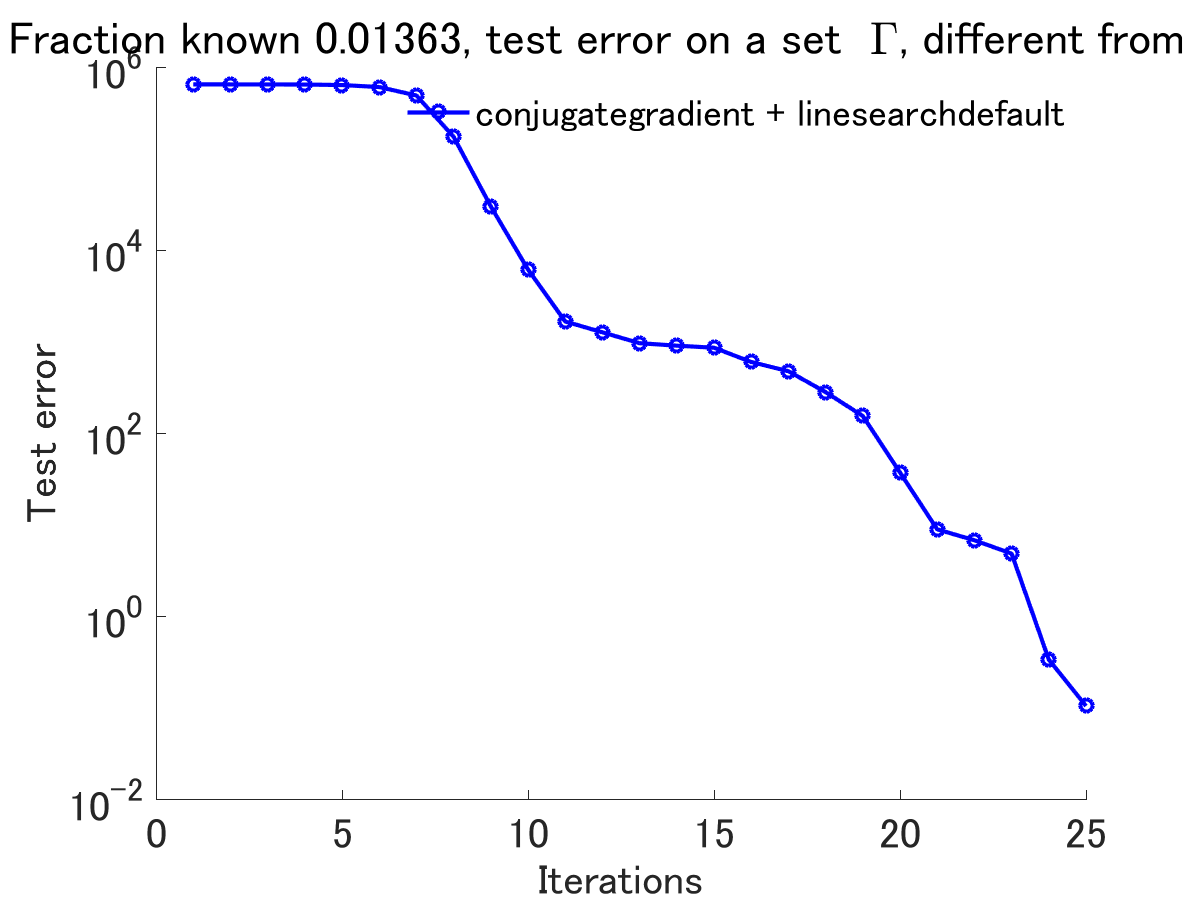 Fraction known 0.01363, test error on a set Γ, different from
10^6
conjugategradient + linesearchdefault
10^4
Test error
10^2
10^0
10^−2
0 5 10 15 20 25
Iterations